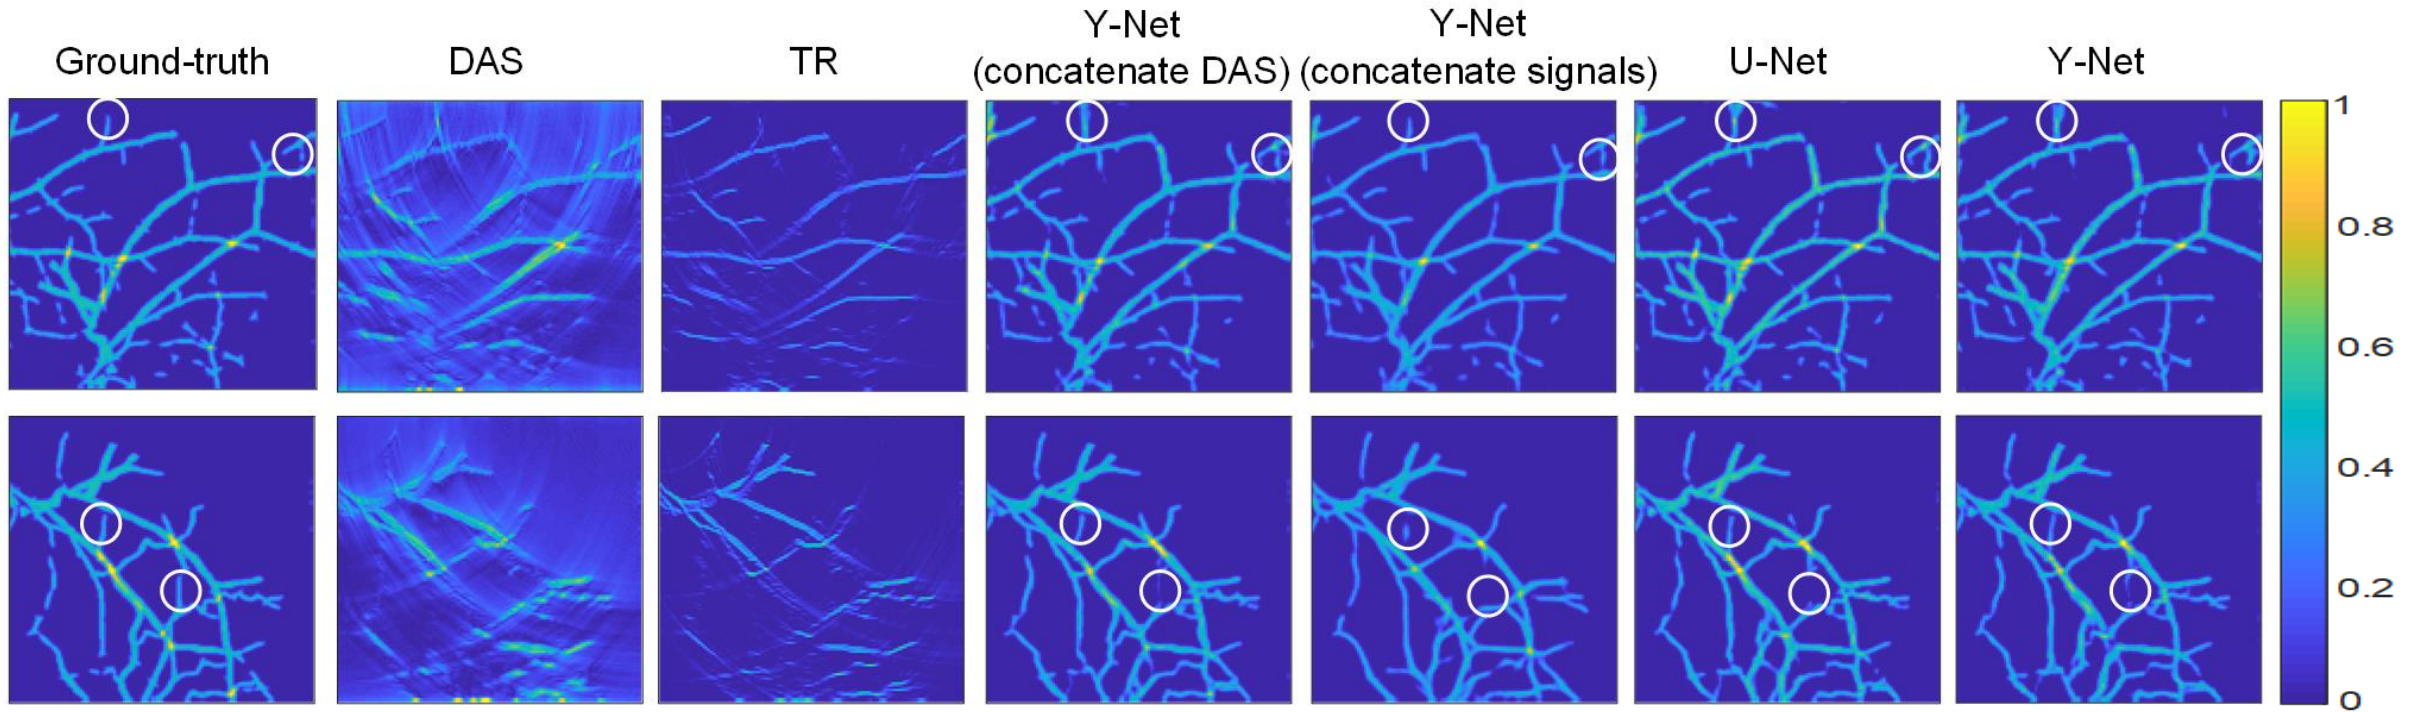 Ground-truth
DAS
TR
Y-Net
(concatenate DAS)
Y-Net
(concatenate signals)
U-Net
Y-Net
1
0.8
0.6
0.4
0.2
0